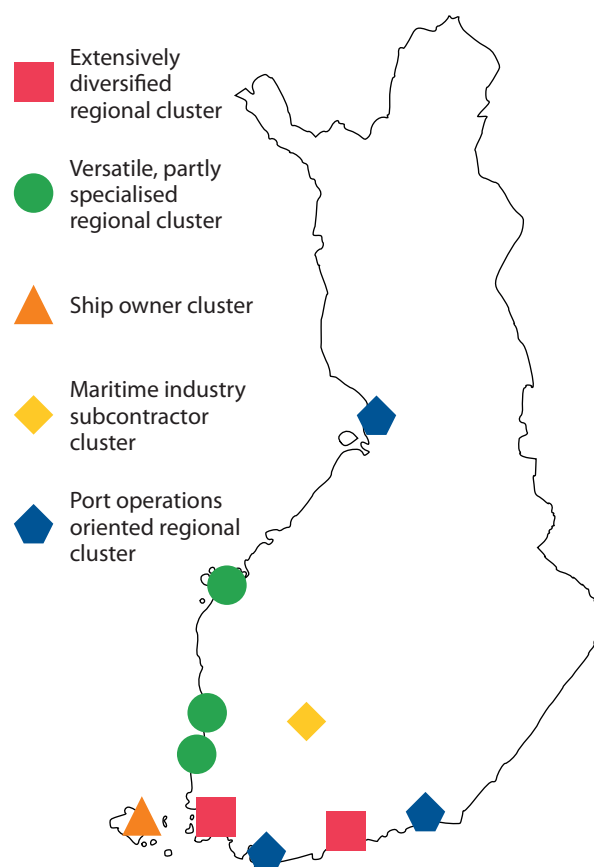 Extensively
diversified
regional cluster
Versatile, partly
specialised
regional cluster
Ship owner cluster
Maritime industry
subcontractor
cluster
Port operations
oriented regional
cluster